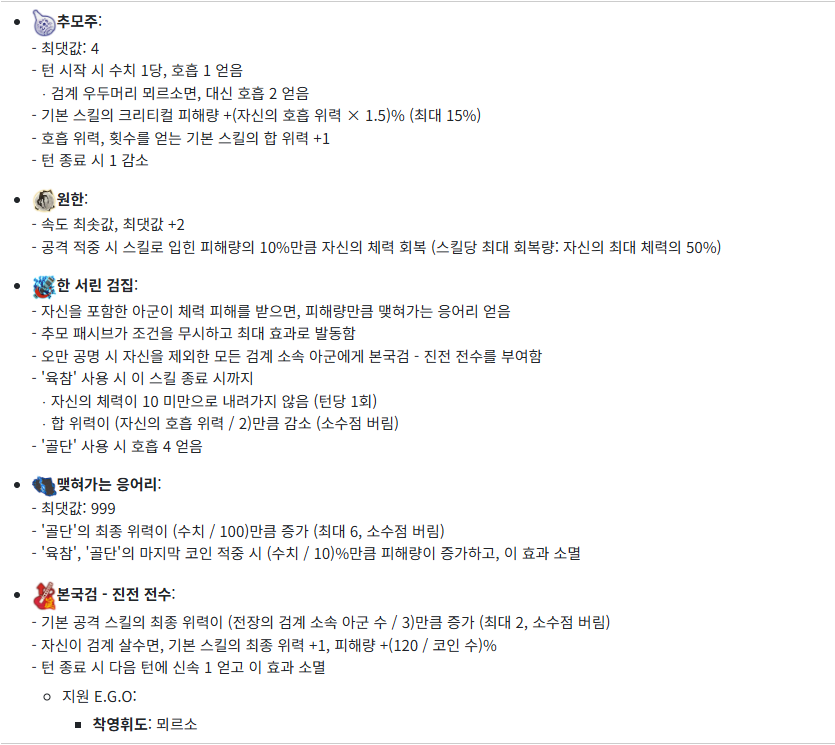 추모주:
- 최댓값: 4
- 턴 시작 시 수치 1당, 호흡 1 얻음
· 검계 우두머리 뫼르소면, 대신 호흡 2 얻음
- 기본 스킬의 크리티컬 피해량 +(자신의 호흡 위력 × 1.5)% (최대 15%)
- 호흡 위력, 횟수를 얻는 기본 스킬의 합 위력 +1
- 턴 종료 시 1 감소
원한:
- 속도 최솟값, 최댓값 +2
- 공격 적중 시 스킬로 입힌 피해량의 10%만큼 자신의 체력 회복 (스킬당 최대 회복량: 자신의 최대 체력의 50%)
한 서린 검집:
- 자신을 포함한 아군이 체력 피해를 받으면, 피해량만큼 맺혀가는 응어리 얻음
- 추모 패시브가 조건을 무시하고 최대 효과로 발동함
- 오만 공명 시 자신을 제외한 모든 검계 소속 아군에게 본국검 - 진전 전수를 부여함
- '육참' 사용 시 이 스킬 종료 시까지
· 자신의 체력이 10 미만으로 내려가지 않음 (턴당 1회)
· 합 위력이 (자신의 호흡 위력 / 2)만큼 감소 (소수점 버림)
- '골단' 사용 시 호흡 4 얻음
맺혀가는 응어리:
- 최댓값: 999
- '골단'의 최종 위력이 (수치 / 100)만큼 증가 (최대 6, 소수점 버림)
- '육참', '골단'의 마지막 코인 적중 시 (수치 / 10)%만큼 피해량이 증가하고, 이 효과 소멸
본국검 - 진전 전수:
- 기본 공격 스킬의 최종 위력이 (전장의 검계 소속 아군 수 / 3)만큼 증가 (최대 2, 소수점 버림)
- 자신이 검계 살수면, 기본 스킬의 최종 위력 +1, 피해량 +(120 / 코인 수)%
- 턴 종료 시 다음 턴에 신속 1 얻고 이 효과 소멸
지원 E.G.O:
착영휘도: 뫼르소